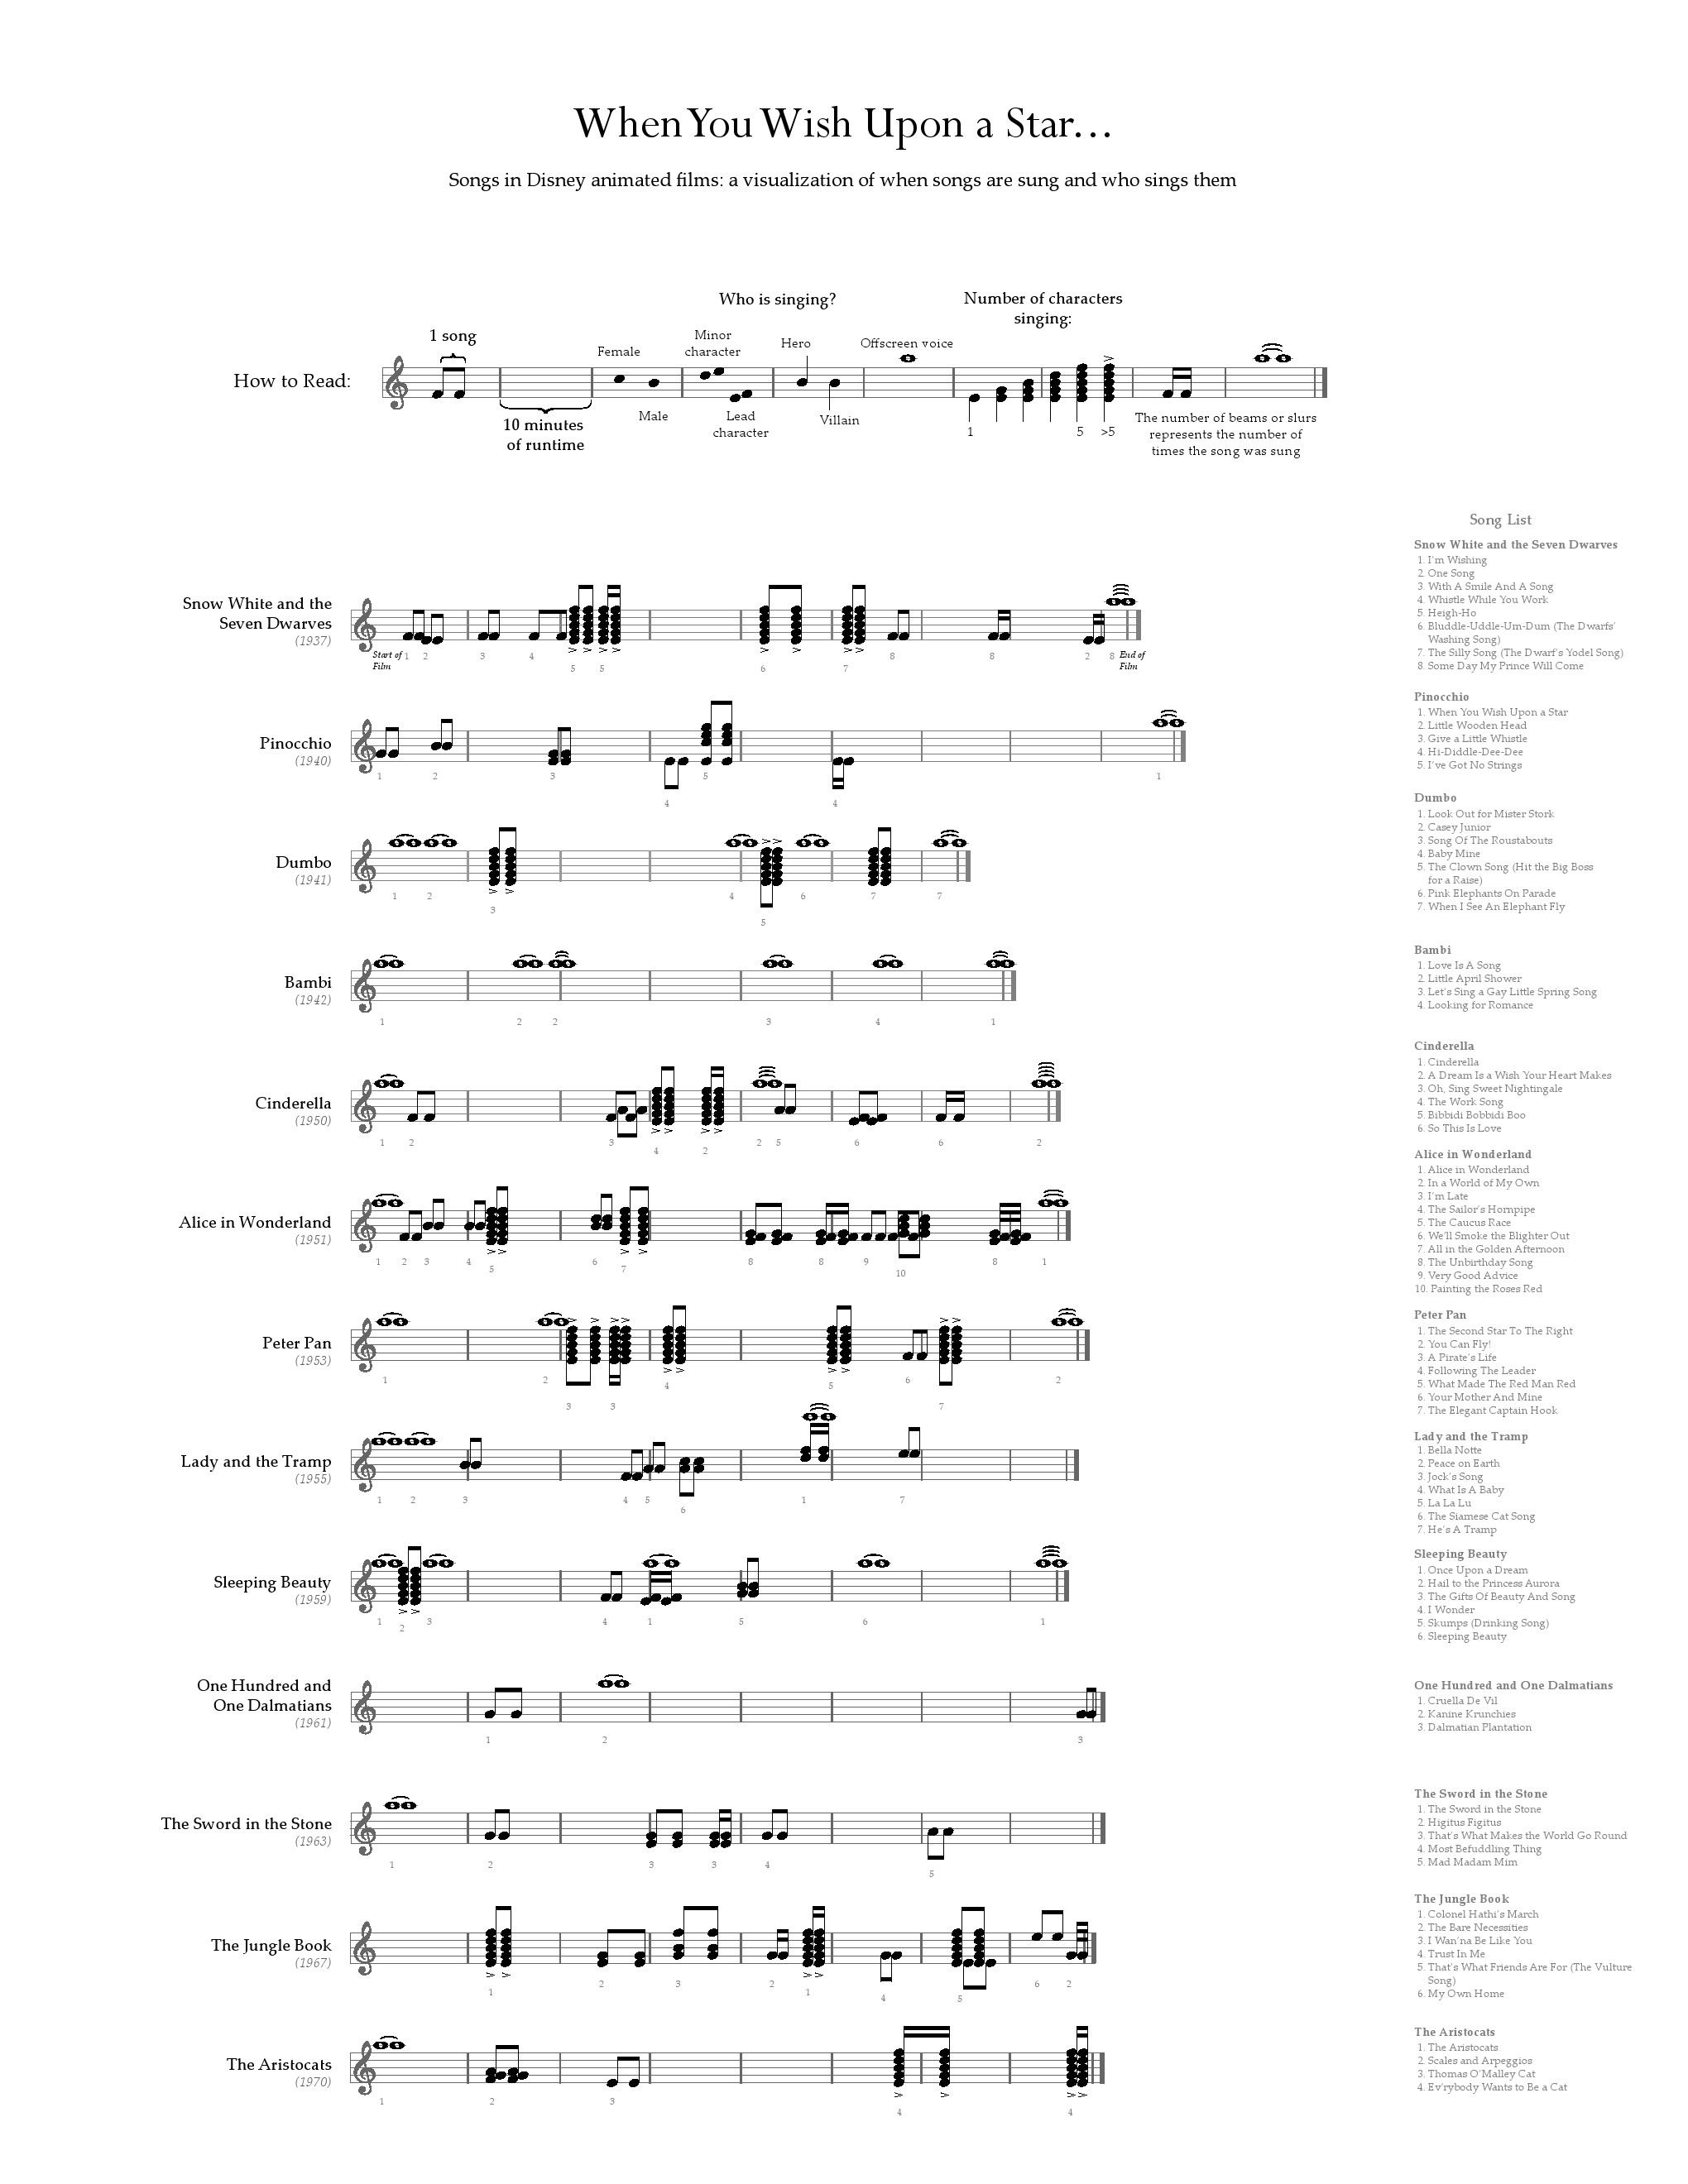 When You Wish Upon a Star...
Songs in Disney animated films: a visualization of when songs are sung and who sings them
How to Read:
1 song
10 minutes
of runtime
Who is singing?
Female
Male
Minor
character
Lead
character
Hero
Villain
Offscreen voice
Number of characters
singing:
1
5
>5
The number of beams or slurs
represents the number of
times the song was sung
Snow White and the
Seven Dwarves
(1937)
Start of
Film
1
2
3
4
5
5
6
7
8
8
2
8
End of
Film
Pinocchio
(1940)
1
2
3
4
5
4
1
Dumbo
(1941)
1
2
3
4
5
6
7
7
Bambi
(1942)
1
2
2
3
4
1
Cinderella
(1950)
1
2
3
4
2
2
5
6
6
2
Alice in Wonderland
(1951)
1
2
3
4
5
6
7
8
8
9
10
8
1
Peter Pan
(1953)
1
2
3
3
4
5
6
7
2
Lady and the Tramp
(1955)
1
2
3
4
5
6
1
7
Sleeping Beauty
(1959)
1
2
3
4
1
5
6
1
One Hundred and
One Dalmatians
(1961)
1
2
3
The Sword in the Stone
(1963)
1
2
3
3
4
5
The Jungle Book
(1967)
1
2
3
2
1
4
5
6
2
The Aristocats
(1970)
1
2
3
4
4
Song List
Snow White and the Seven Dwarves
1. I'm Wishing
2. One Song
3. With A Smile And A Song
4. Whistle While You Work
5. Heigh-Ho
6. Bluddle-Uddle-Um-Dum (The Dwarfs'
Washing Song)
7. The Silly Song (The Dwarf's Yodel Song)
8. Some Day My Prince Will Come
Pinocchio
1. When You Wish Upon a Star
2. Little Wooden Head
3. Give a Little Whistle
4. Hi-Diddle-Dee-Dee
5. I've Got No Strings
Dumbo
1. Look Out for Mister Stork
2. Casey Junior
3. Song Of The Roustabouts
4. Baby Mine
5. The Clown Song (Hit the Big Boss
for a Raise)
6. Pink Elephants On Parade
7. When I See An Elephant Fly
Bambi
1. Love Is A Song
2. Little April Shower
3. Let's Sing a Gay Little Spring Song
4. Looking for Romance
Cinderella
1. Cinderella
2. A Dream Is a Wish Your Heart Makes
3. Oh, Sing Sweet Nightingale
4. The Work Song
5. Bibbidi Bobbidi Boo
6. So This Is Love
Alice in Wonderland
1. Alice in Wonderland
2. In a World of My Own
3. I'm Late
4. The Sailor's Hornpipe
5. The Caucus Race
6. We'll Smoke the Blighter Out
7. All in the Golden Afternoon
8. The Unbirthday Song
9. Very Good Advice
10. Painting the Roses Red
Peter Pan
1. The Second Star To The Right
2. You Can Fly!
3. A Pirate's Life
4. Following The Leader
5. What Made The Red Man Red
6. Your Mother And Mine
7. The Elegant Captain Hook
Lady and the Tramp
1. Bella Notte
2. Peace on Earth
3. Jock's Song
4. What Is A Baby
5. La La Lu
6. The Siamese Cat Song
7. He's A Tramp
Sleeping Beauty
1. Once Upon a Dream
2. Hail to the Princess Aurora
3. The Gifts Of Beauty And Song
4. I Wonder
5. Skumps (Drinking Song)
6. Sleeping Beauty
One Hundred and One Dalmatians
1. Cruella De Vil
2. Kanine Krunchies
3. Dalmatian Plantation
The Sword in the Stone
1. The Sword in the Stone
2. Higitus Figitus
3. That's What Makes the World Go Round
4. Most Befuddling Thing
5. Mad Madam Mim
The Jungle Book
1. Colonel Hathi's March
2. The Bare Necessities
3. I Wan'na Be Like You
4. Trust In Me
5. That's What Friends Are For (The Vulture
Song)
6. My Own Home
The Aristocats
1. The Aristocats
2. Scales and Arpeggios
3. Thomas O'Malley Cat
4. Ev'rybody Wants to Be a Cat